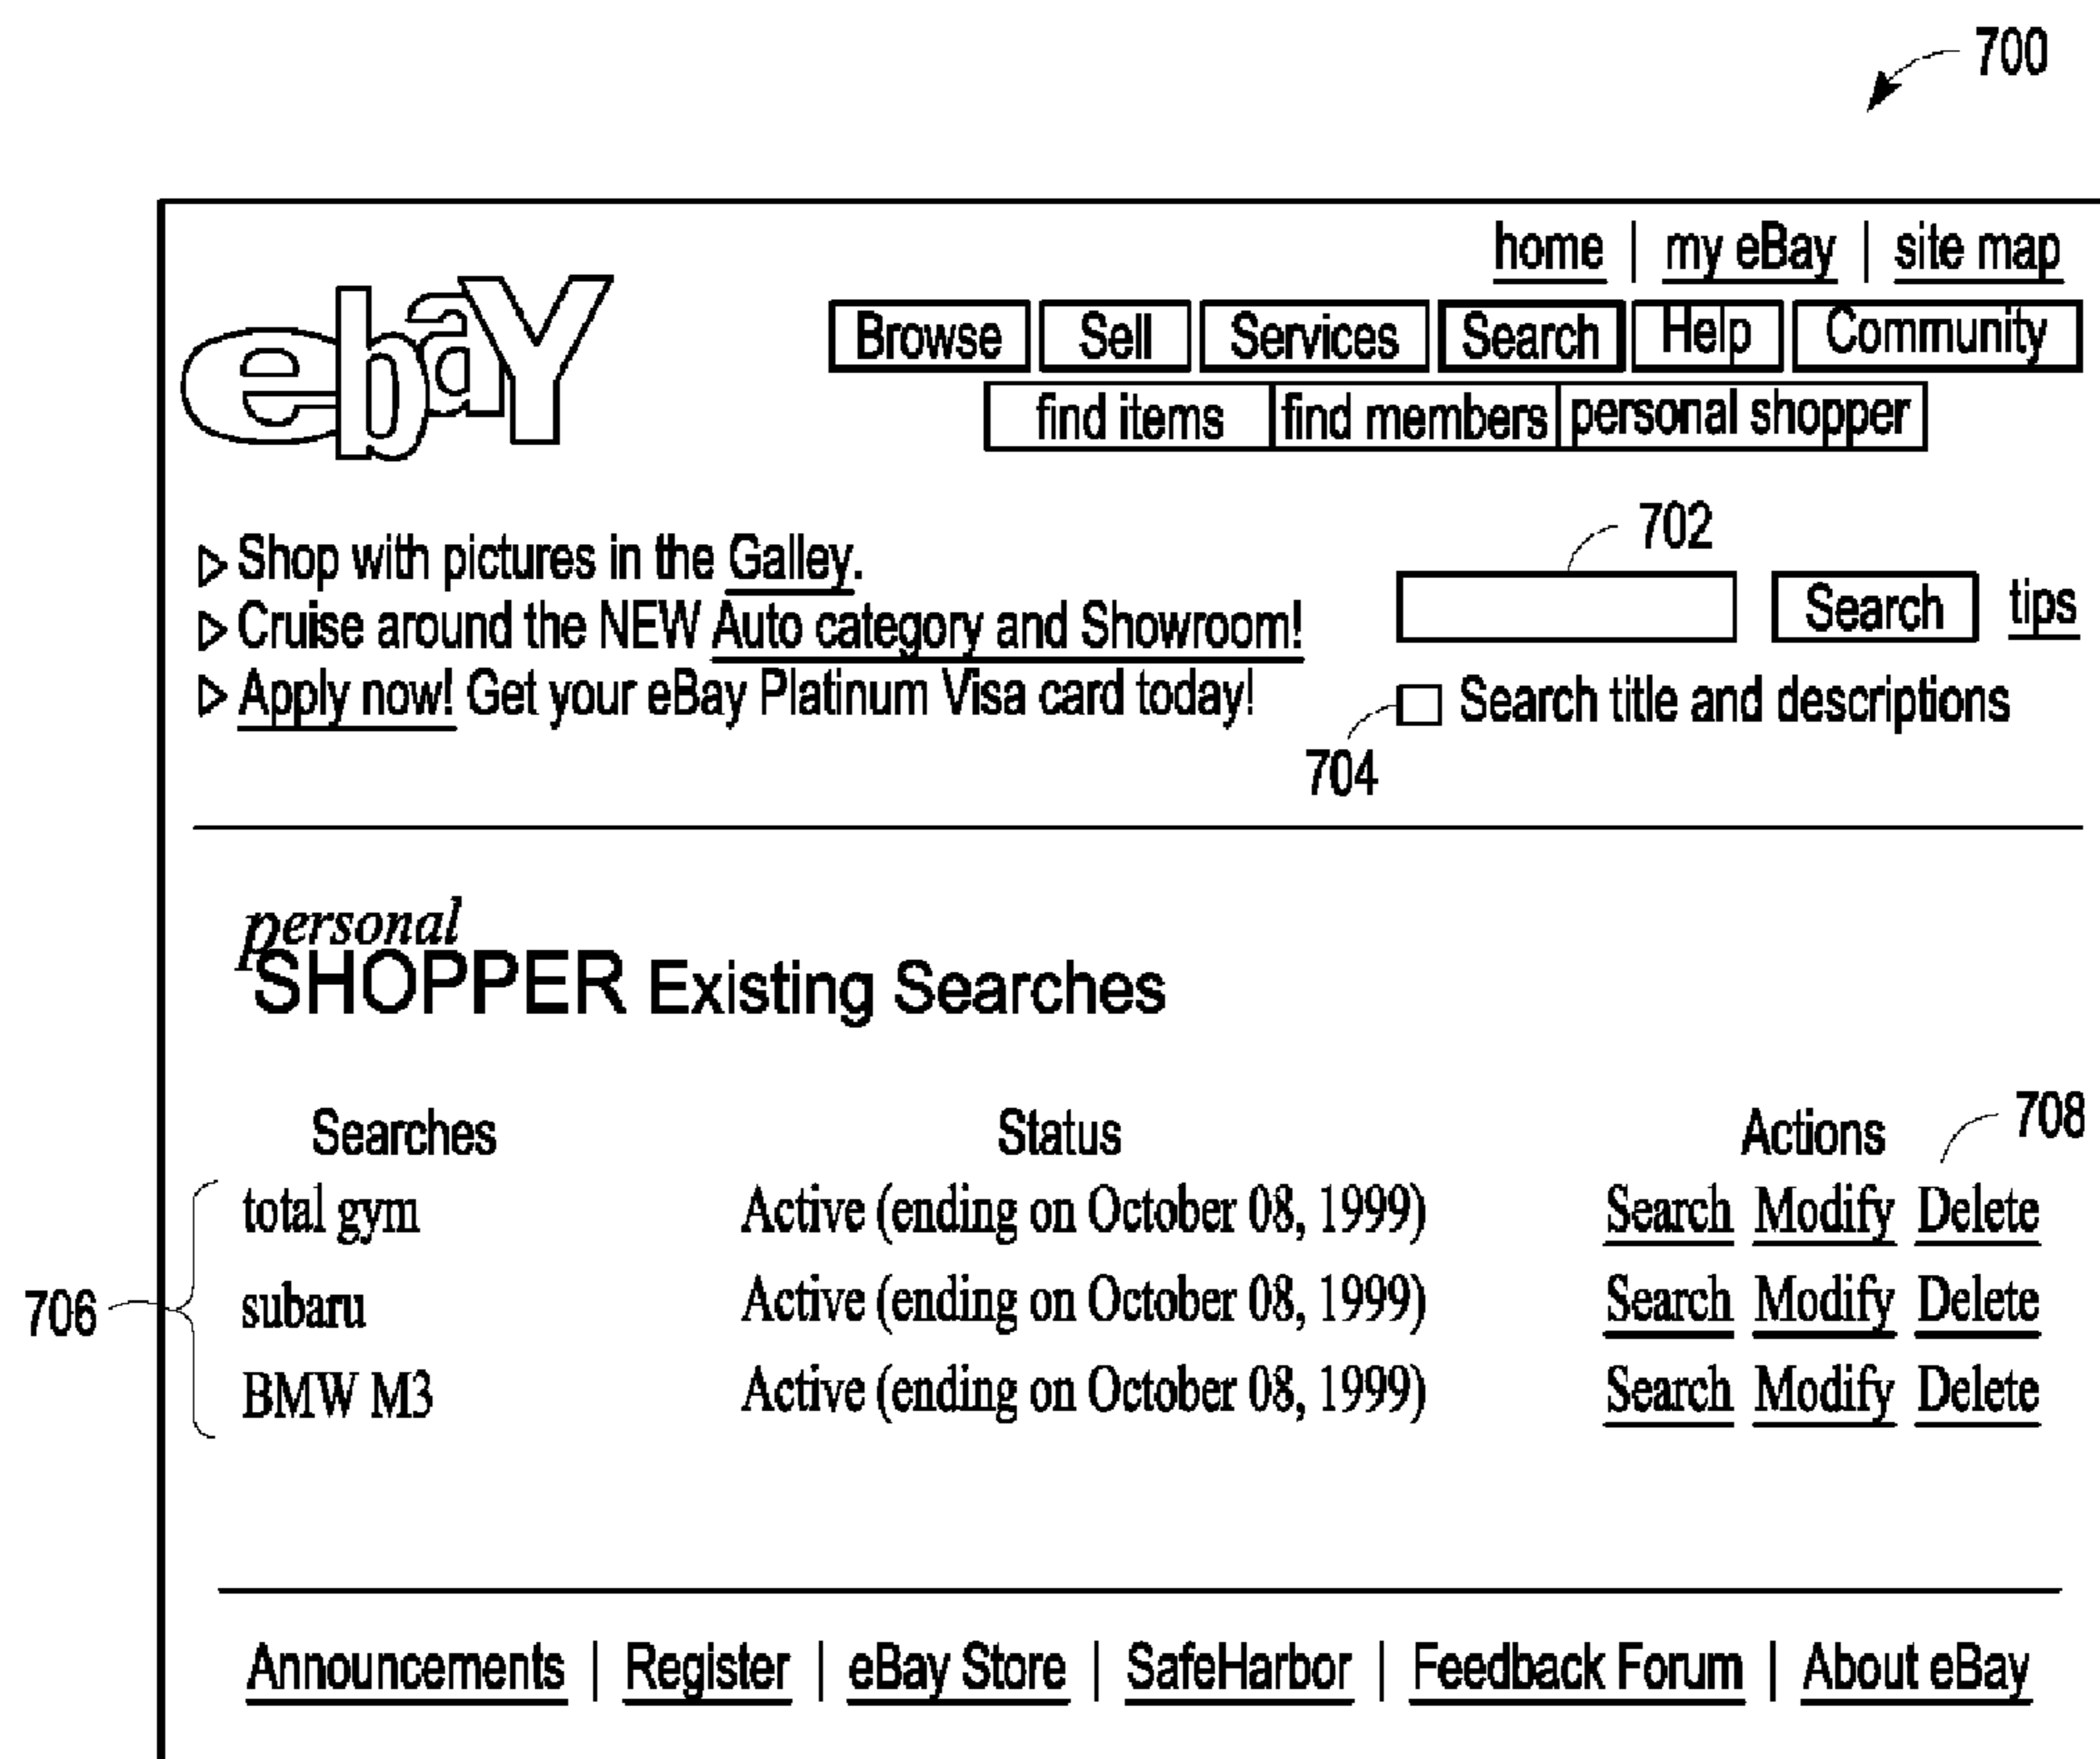 700
home | my eBay | site map
ebaY
Browse Sell Services Search Help Community
find items find members personal shopper
702
Shop with pictures in the Galley.
Cruise around the NEW Auto category and Showroom!
Apply now! Get your eBay Platinum Visa card today!
Search tips
Search title and descriptions
704
personal
SHOPPER Existing Searches
Searches Status Actions 708
total gym Active (ending on October 08, 1999) Search Modify Delete
706
subaru Active (ending on October 08, 1999) Search Modify Delete
BMW M3 Active (ending on October 08, 1999) Search Modify Delete
Announcements | Register | eBay Store | SafeHarbor | Feedback Forum | About eBay